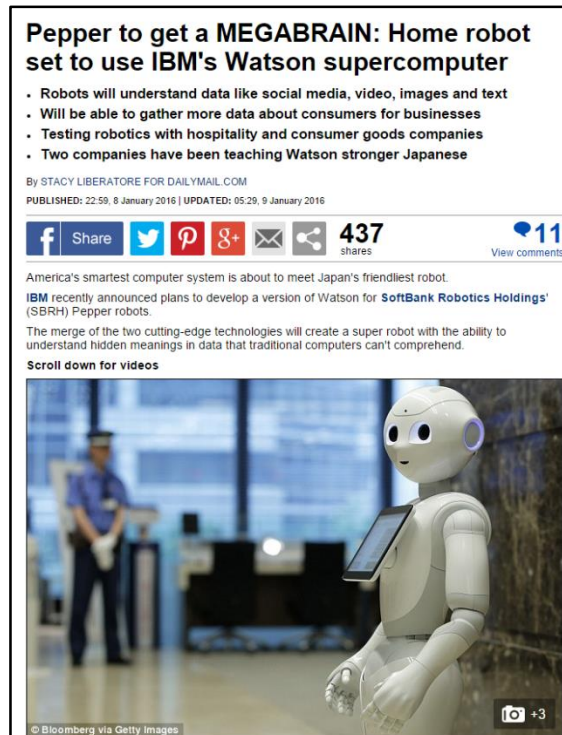 Pepper to get a MEGABRAIN: Home robot
set to use IBM's Watson supercomputer
• Robots will understand data like social media, video, images and text
• Will be able to gather more data about consumers for businesses
• Testing robotics with hospitality and consumer goods companies
• Two companies have been teaching Watson stronger Japanese
By STACY LIBERATORE FOR DAILYMAIL.COM
PUBLISHED: 22:59, 8 January 2016 | UPDATED: 05:29, 9 January 2016
f Share
g+
437
shares
11
View comments
America's smartest computer system is about to meet Japan's friendliest robot.
IBM recently announced plans to develop a version of Watson for SoftBank Robotics Holdings'
(SBRH) Pepper robots.
The merge of the two cutting-edge technologies will create a super robot with the ability to
understand hidden meanings in data that traditional computers can't comprehend.
Scroll down for videos
+3
© Bloomberg via Getty Images